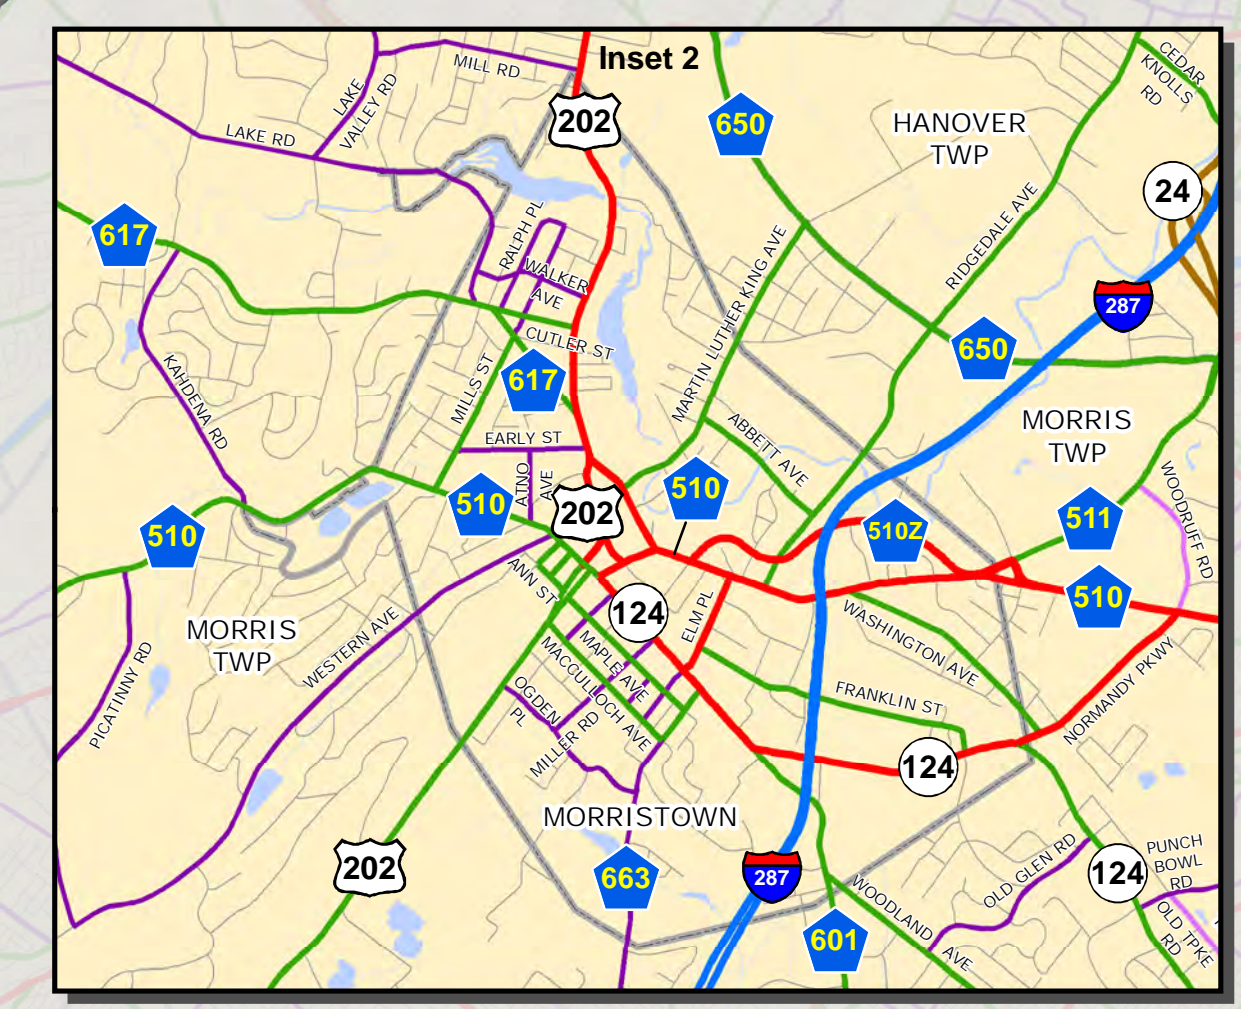 Inset 2
CEDAR
KNOLLS
RD
MILL RD
LAKE
VALLEY RD
LAKE RD
202
650
HANOVER
TWP
24
617
RALPH PL
WALKER
AVE
MARTIN LUTHER KING AVE
RIDGEDALE AVE
287
CUTLER ST
650
KAHDENA RD
MILLS ST
617
MORRIS
TWP
ABBETT AVE
EARLY ST
ATNO
AVE
510
510
202
510Z
511
WOODRUFF RD
510
510
ANN ST
124
ELM PL
WASHINGTON AVE
MORRIS
TWP
WESTERN AVE
PICATINNY RD
MAPLE AVE
MACCULLOCH AVE
OGDEN
PL
MILLER RD
FRANKLIN ST
NORMANDY PKWY
124
MORRISTOWN
202
663
287
601
WOODLAND AVE
OLD GLEN RD
124
PUNCH
BOWL
RD
OLD TPKE
RD